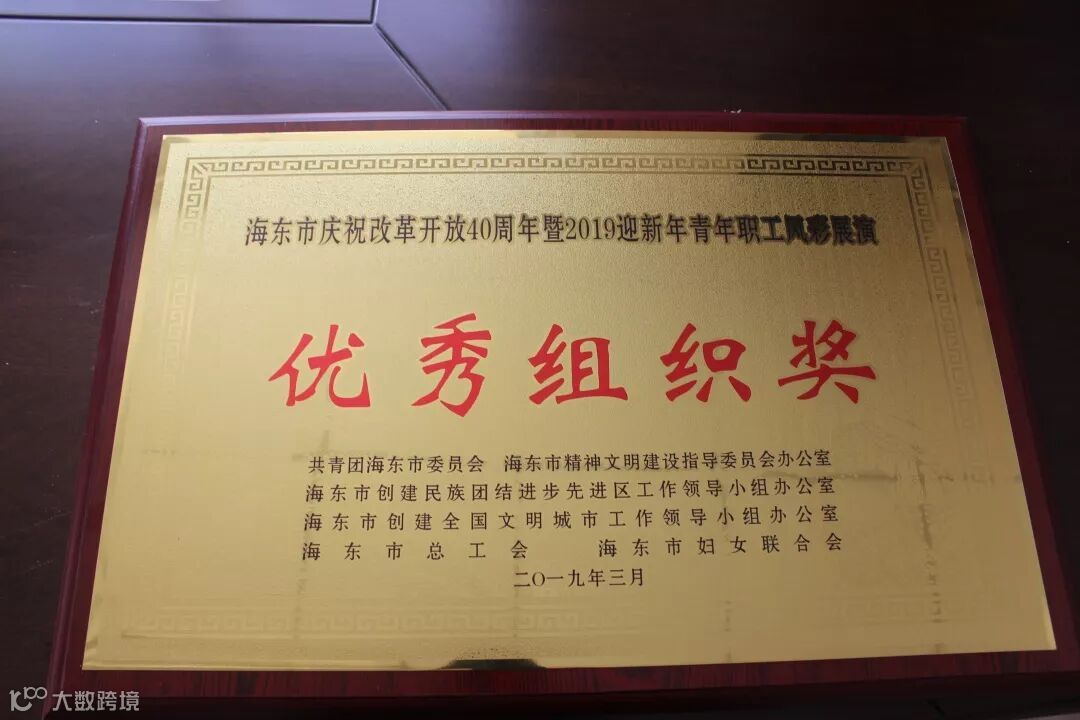 海东市庆祝改革开放40周年暨2019迎新年青年职工风彩展演
优秀组织奖
共青团海东市委员会 海东市精神文明建设指导委员会办公室
海东市创建民族团结进步先进区工作领导小组办公室
海东市创建全国文明城市工作领导小组办公室
海东市总工会 海东市妇女联合会
二〇一九年三月
大数跨境